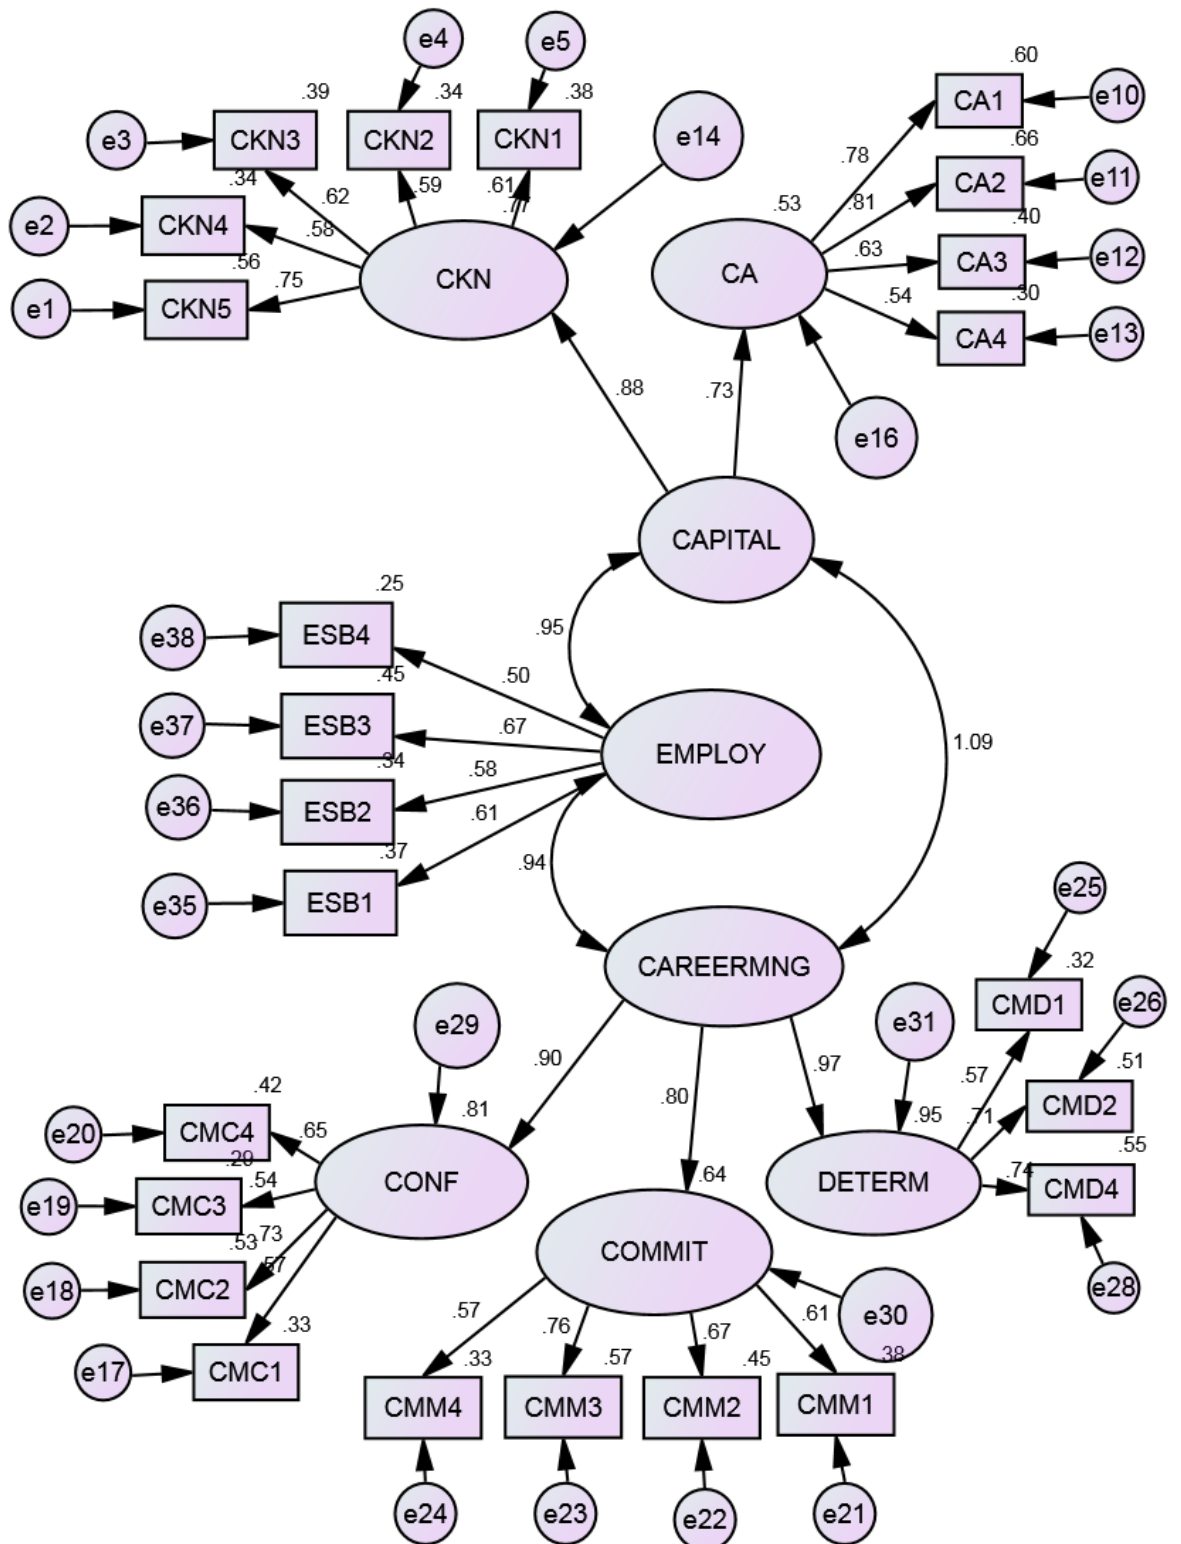 e4
e5
.60
.39
.34
.38
CA1
e10
e3
CKN3
CKN2
CKN1
e14
.66
.34
.62
.59
.61
.78
CA2
e11
e2
CKN4
.58
.53
.81
.40
.56
.75
CKN
CA
.63
CA3
e12
e1
CKN5
.54
.30
CA4
e13
.88
.73
e16
CAPITAL
.25
e38
ESB4
.95
.45
.50
e37
ESB3
.67
EMPLOY
1.09
.34
.58
e36
ESB2
.61
.37
.94
e35
ESB1
e25
CAREERMNG
.32
CMD1
e26
e29
e31
.90
.97
.57
.51
.42
.81
.80
.95
.71
CMD2
e20
CMC4
.65
.55
.29
.54
CONF
.64
DETERM
.74
CMD4
e19
CMC3
.53
.73
COMMIT
.57
e18
CMC2
e28
.57
.76
.67
.61
e30
.33
.38
e17
CMC1
.33
.57
.45
CMM4
CMM3
CMM2
CMM1
e24
e23
e22
e21